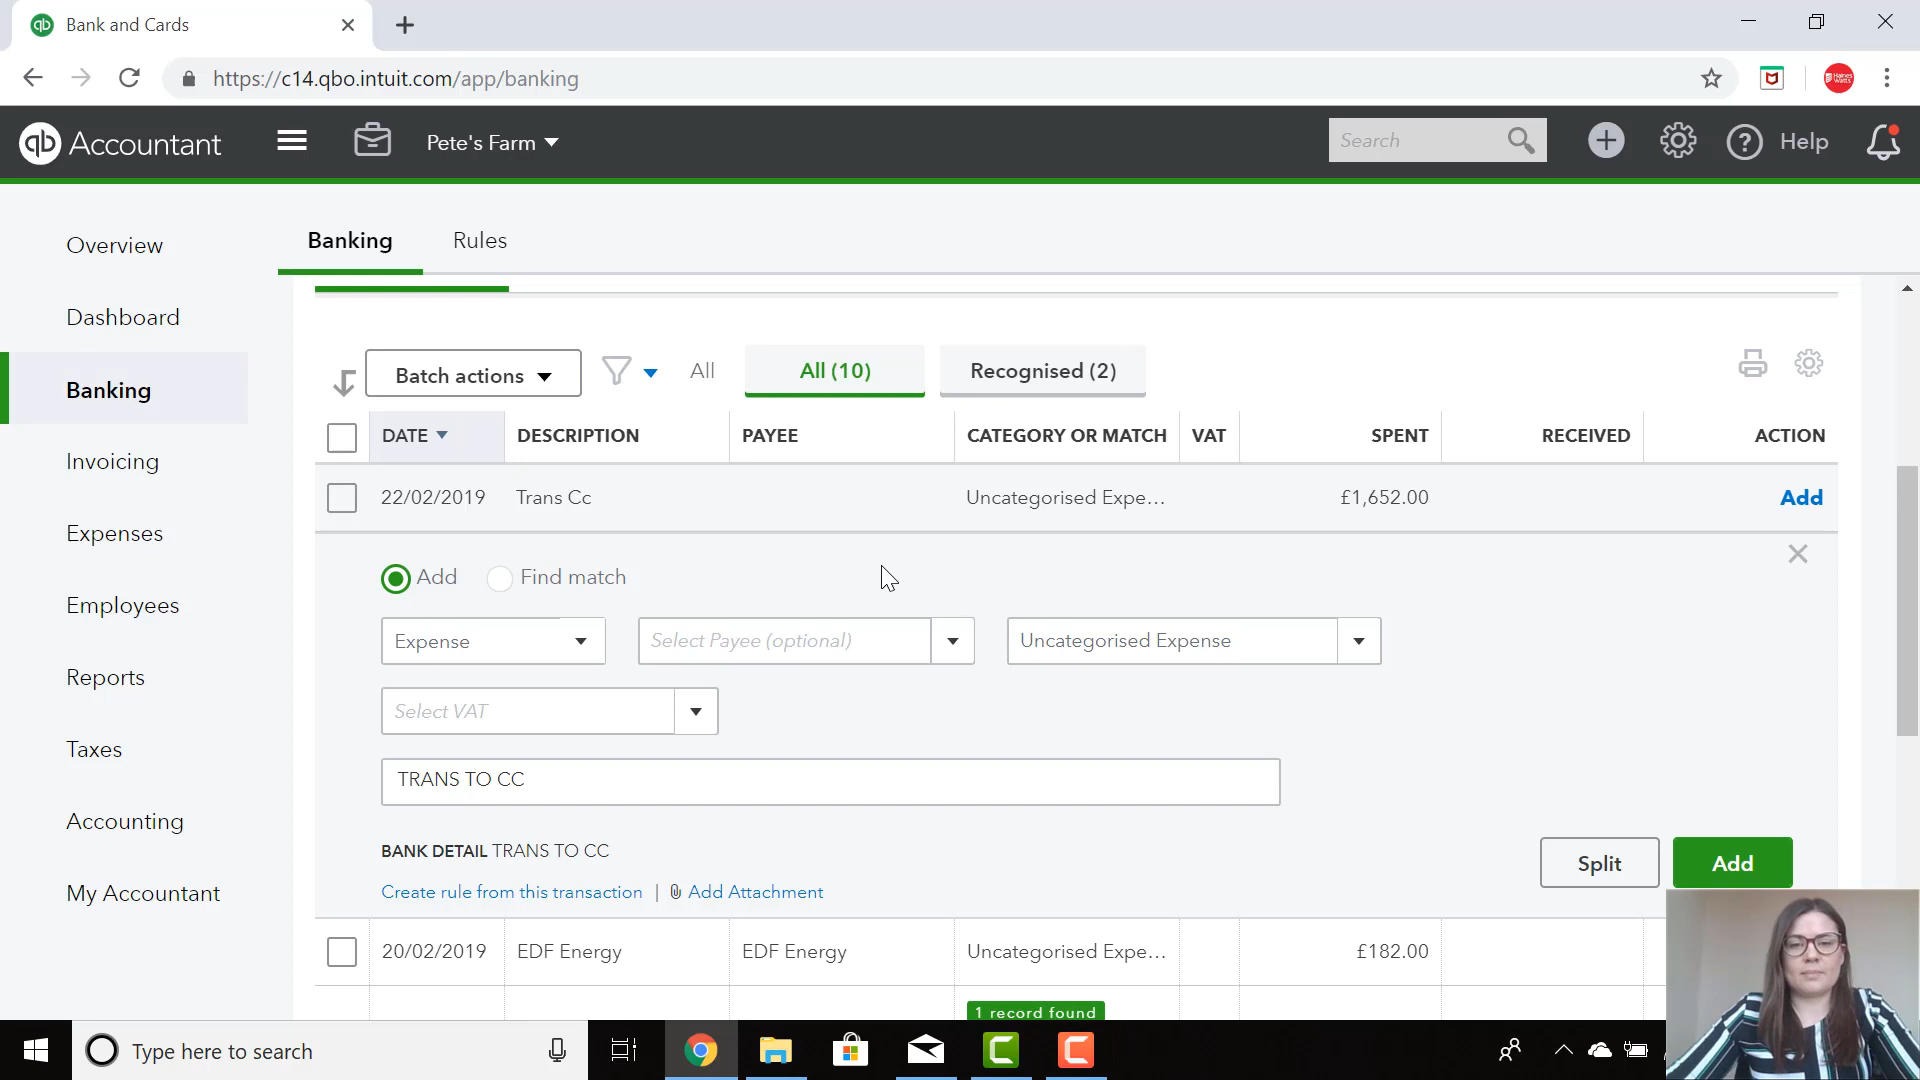 qb Bank and Cards
https://c14.qbo.intuit.com/app/banking
qb Accountant
Pete's Farm
Search
Help
Overview
Dashboard
Banking
Invoicing
Expenses
Employees
Reports
Taxes
Accounting
My Accountant
Banking
Rules
Batch actions
All
All (10)
Recognised (2)
DATE DESCRIPTION PAYEE CATEGORY OR MATCH VAT SPENT RECEIVED ACTION
22/02/2019 Trans Cc Uncategorised Expe... £1,652.00 Add
Add Find match
Expense Select Payee (optional) Uncategorised Expense
Select VAT
TRANS TO CC
BANK DETAIL TRANS TO CC
Split Add
Create rule from this transaction | Add Attachment
20/02/2019 EDF Energy EDF Energy Uncategorised Expe... £182.00
1 record found
Type here to search